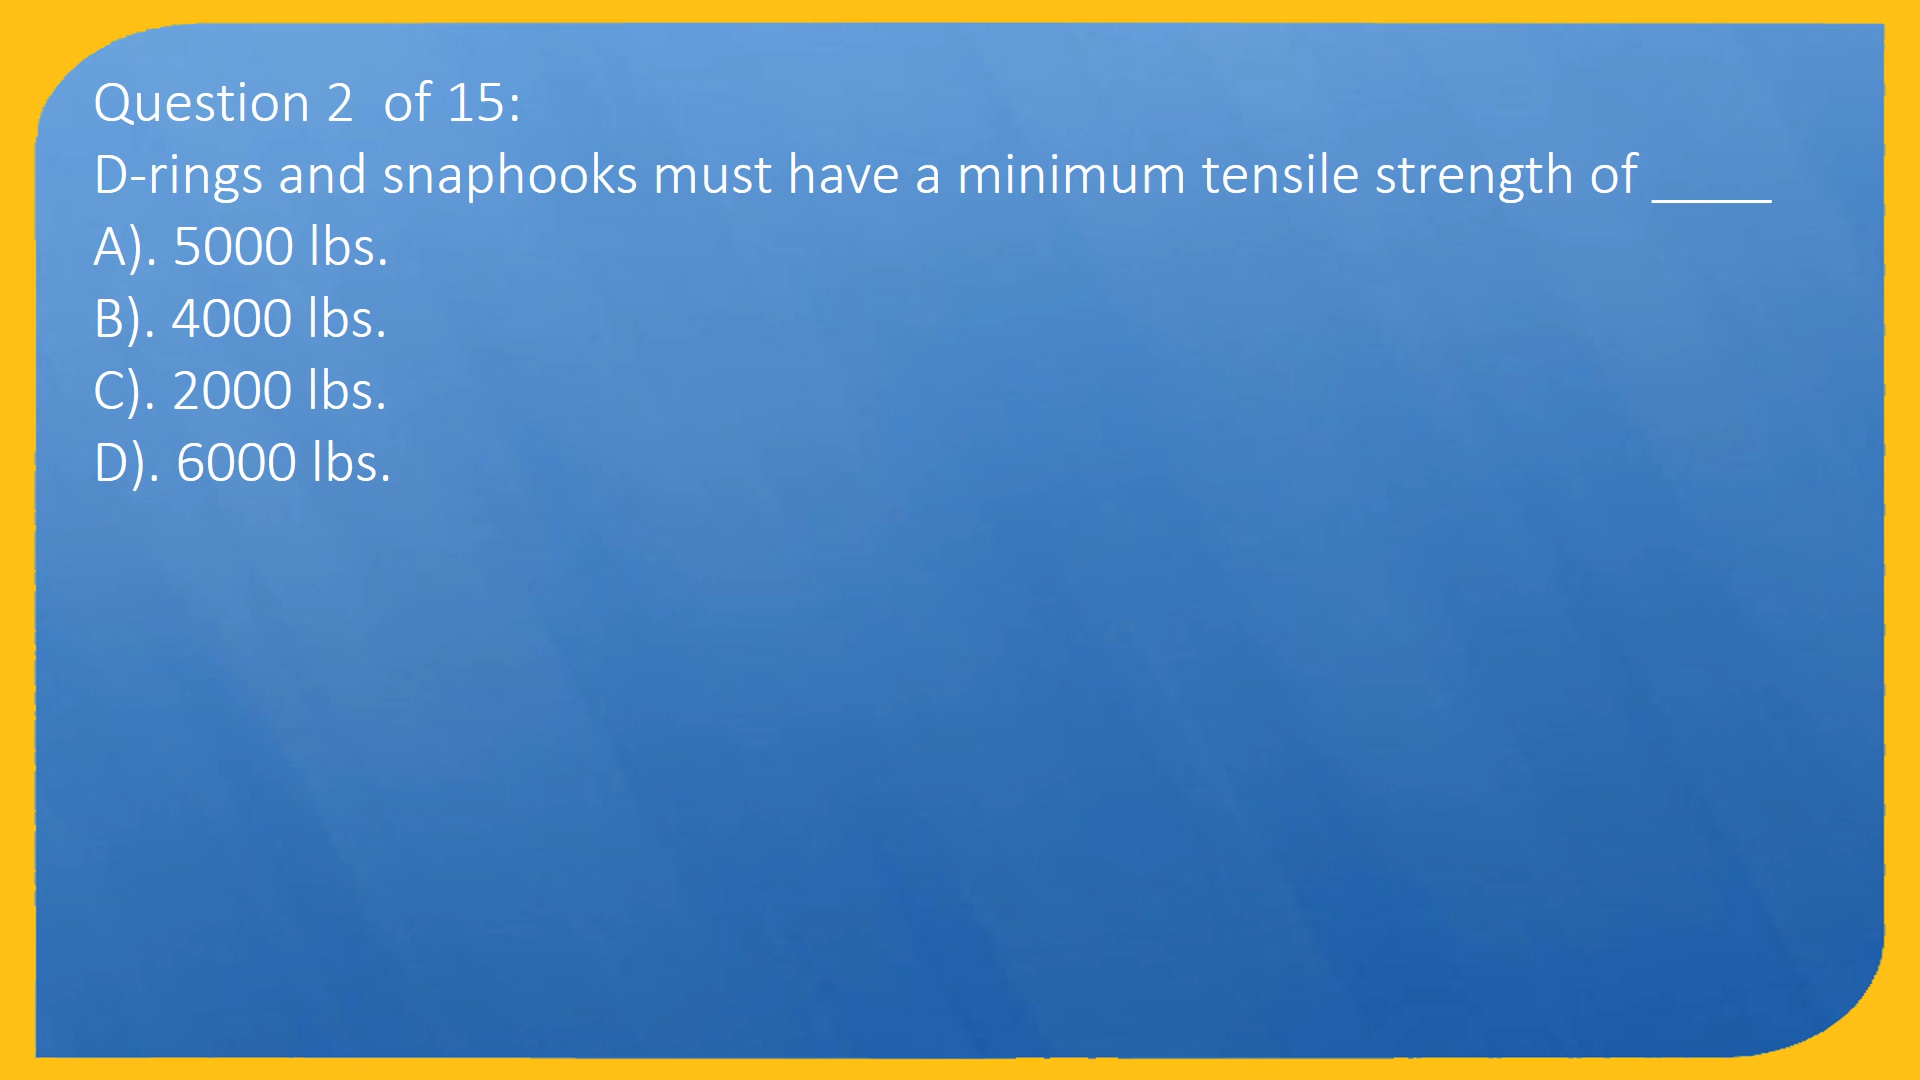 Question 2  of 15:
D-rings and snaphooks must have a minimum tensile strength of ____
A). 5000 lbs.
B). 4000 lbs.
C). 2000 lbs.
D). 6000 lbs.